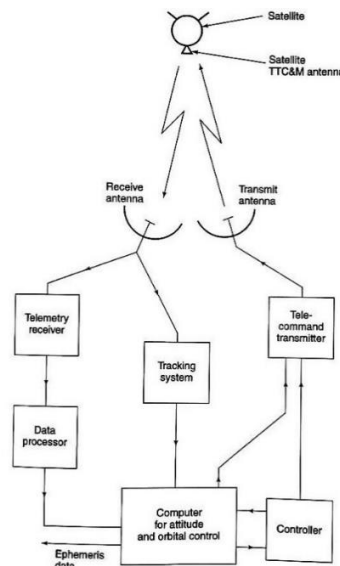 Satellite
Satellite
TTC&M antenna
Receive
antenna
Transmit
antenna
Telemetry
receiver
Tele-
command
transmitter
Tracking
system
Data
processor
Computer
for attitude
and orbital control
Controller
Ephemeris
data